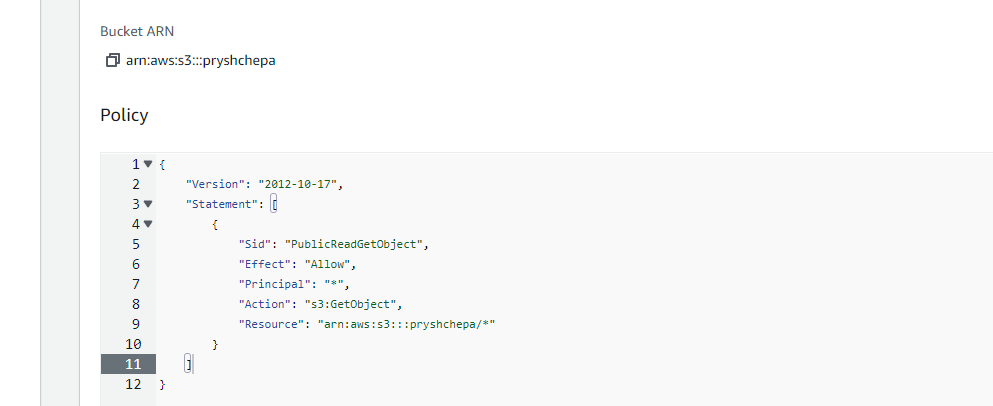 Bucket ARN
arn:aws:s3:::pryshchepa
Policy
1 {
2 "Version": "2012-10-17",
3 "Statement": [
4 {
5 "Sid": "PublicReadGetObject",
6 "Effect": "Allow",
7 "Principal": "*",
8 "Action": "s3:GetObject",
9 "Resource": "arn:aws:s3:::pryshchepa/*"
10 }
11 ]
12 }